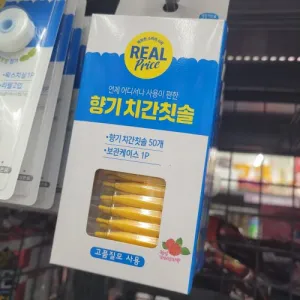 REAL
Price
언제 어디서나 사용이 편한
향기 치간칫솔
•향기 치간칫솔 50개
•보관케이스 1P
고품질모 사용